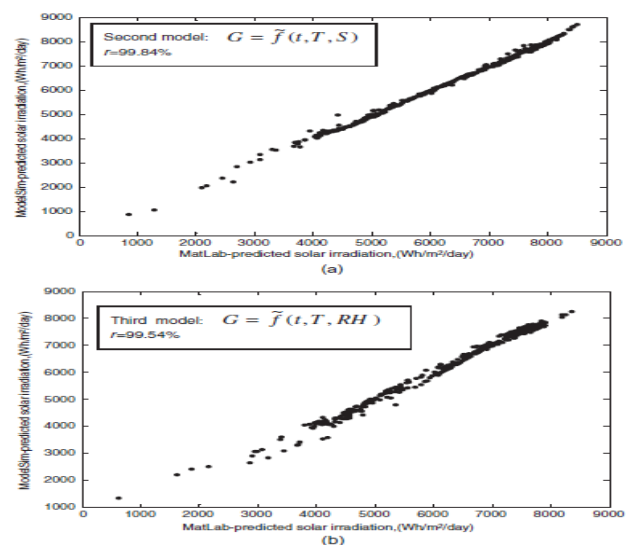 Second model: G = f̃ (t,T,S)
r=99.84%
ModelSim-predicted solar irradiation,(Wh/m²/day)
9000
8000
7000
6000
5000
4000
3000
2000
1000
0
0 1000 2000 3000 4000 5000 6000 7000 8000 9000
MatLab-predicted solar irradiation,(Wh/m²/day)
(a)
Third model: G = f̃ (t,T,RH)
r=99.54%
ModelSim-predicted solar irradiation,(Wh/m²/day)
9000
8000
7000
6000
5000
4000
3000
2000
1000
0 1000 2000 3000 4000 5000 6000 7000 8000 9000
MatLab-predicted solar irradiation,(Wh/m²/day)
(b)